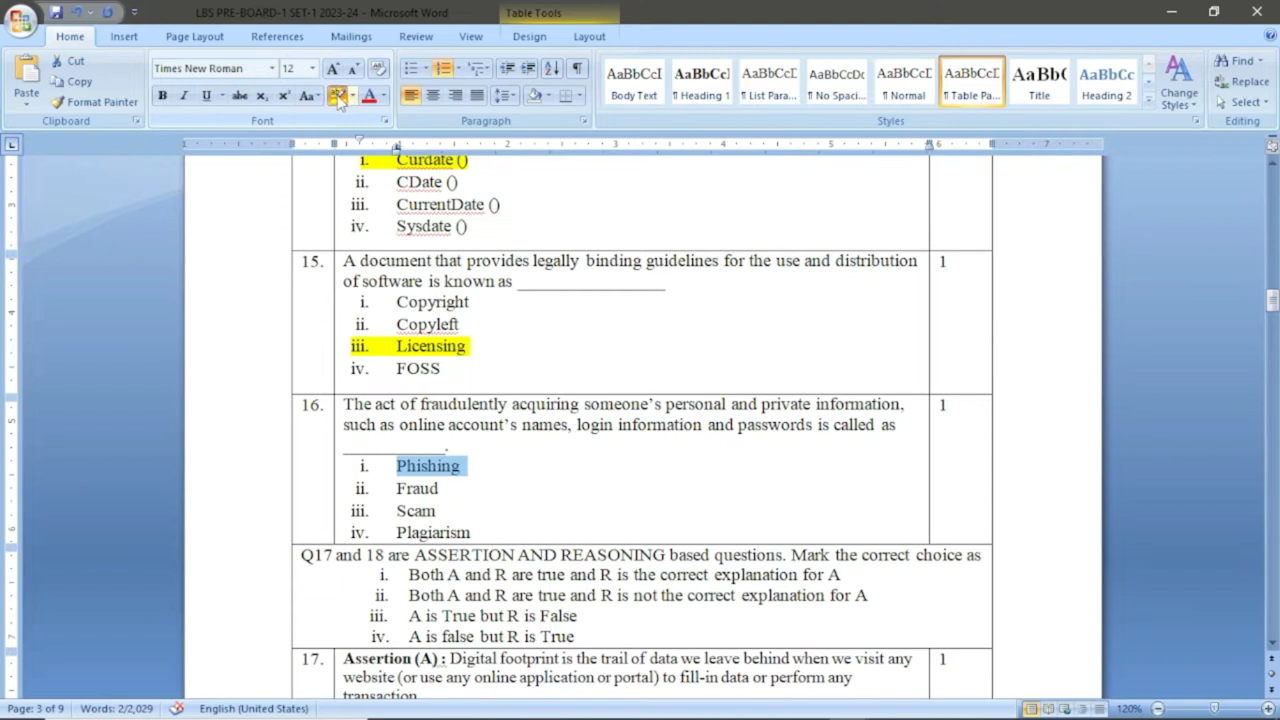 LBS PRE-BOARD-1 SET-1 2023-24 - Microsoft Word
Table Tools
Home Insert Page Layout References Mailings Review View Design Layout
Paste
Cut
Copy
Format Painter
Clipboard
Times New Roman 12
Font
Paragraph
AaBbCcI AaBbCcI AaBbCcI AaBbCcDc AaBbCcI AaBbCcI AaBb( AaBbCc
Body Text ¶ Heading 1 ¶ List Para... ¶ No Spaci... ¶ Normal ¶ Table Pa... Title Heading 2
Styles
Change Styles
Find
Replace
Select
Editing
i. Curdate ()
ii. CDate ()
iii. CurrentDate ()
iv. Sysdate ()
15. A document that provides legally binding guidelines for the use and distribution 1
of software is known as ________________
i. Copyright
ii. Copyleft
iii. Licensing
iv. FOSS
16. The act of fraudulently acquiring someone's personal and private information, 1
such as online account's names, login information and passwords is called as
___________.
i. Phishing
ii. Fraud
iii. Scam
iv. Plagiarism
Q17 and 18 are ASSERTION AND REASONING based questions. Mark the correct choice as
i. Both A and R are true and R is the correct explanation for A
ii. Both A and R are true and R is not the correct explanation for A
iii. A is True but R is False
iv. A is false but R is True
17. Assertion (A) : Digital footprint is the trail of data we leave behind when we visit any 1
website (or use any online application or portal) to fill-in data or perform any
transaction
Page: 3 of 9 Words: 2/2,029 English (United States) 120%